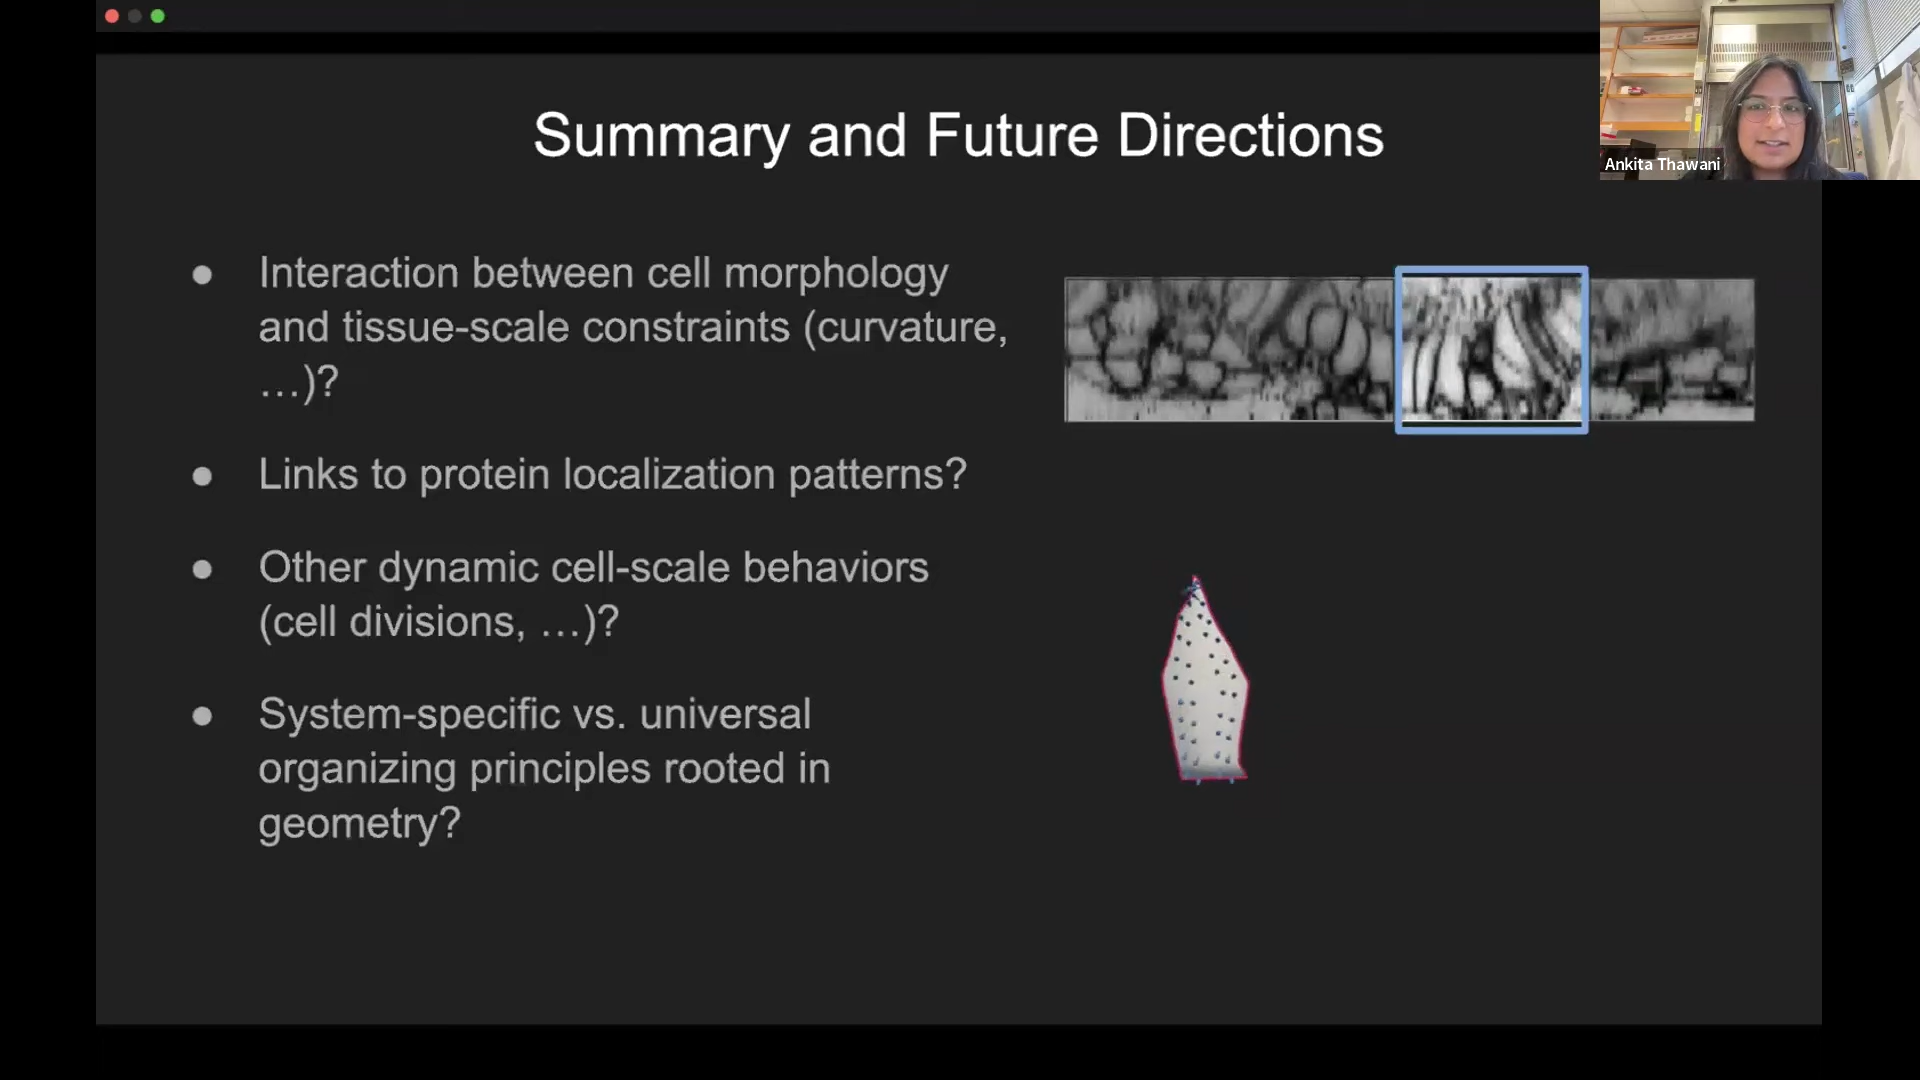 Summary and Future Directions
Ankita Thawani
● Interaction between cell morphology
and tissue-scale constraints (curvature,
…)?
● Links to protein localization patterns?
● Other dynamic cell-scale behaviors
(cell divisions, …)?
● System-specific vs. universal
organizing principles rooted in
geometry?